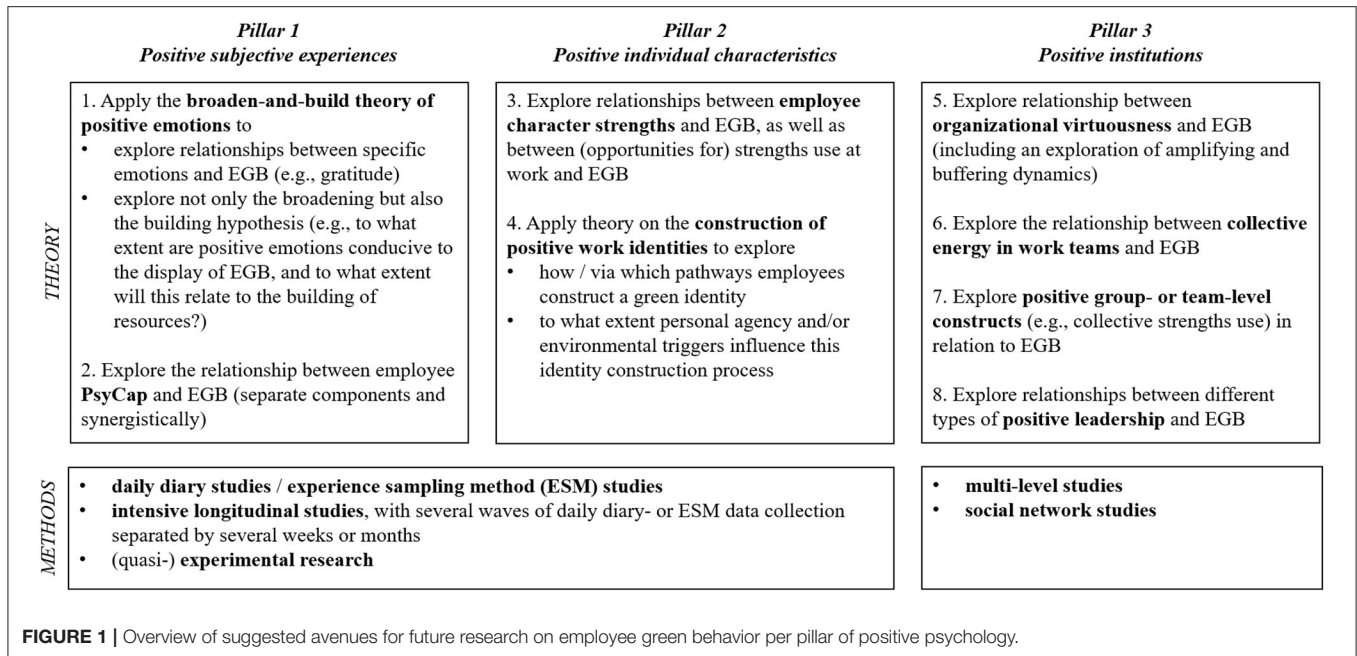 Pillar 1
Positive subjective experiences
Pillar 2
Positive individual characteristics
Pillar 3
Positive institutions
THEORY
1. Apply the broaden-and-build theory of
positive emotions to
• explore relationships between specific
emotions and EGB (e.g., gratitude)
• explore not only the broadening but also
the building hypothesis (e.g., to what
extent are positive emotions conducive to
the display of EGB, and to what extent
will this relate to the building of
resources?)
2. Explore the relationship between employee
PsyCap and EGB (separate components and
synergistically)
3. Explore relationships between employee
character strengths and EGB, as well as
between (opportunities for) strengths use at
work and EGB
4. Apply theory on the construction of
positive work identities to explore
• how / via which pathways employees
construct a green identity
• to what extent personal agency and/or
environmental triggers influence this
identity construction process
5. Explore relationship between
organizational virtuousness and EGB
(including an exploration of amplifying and
buffering dynamics)
6. Explore the relationship between collective
energy in work teams and EGB
7. Explore positive group- or team-level
constructs (e.g., collective strengths use) in
relation to EGB
8. Explore relationships between different
types of positive leadership and EGB
METHODS
• daily diary studies / experience sampling method (ESM) studies
• intensive longitudinal studies, with several waves of daily diary- or ESM data collection
separated by several weeks or months
• (quasi-) experimental research
• multi-level studies
• social network studies
FIGURE 1 | Overview of suggested avenues for future research on employee green behavior per pillar of positive psychology.